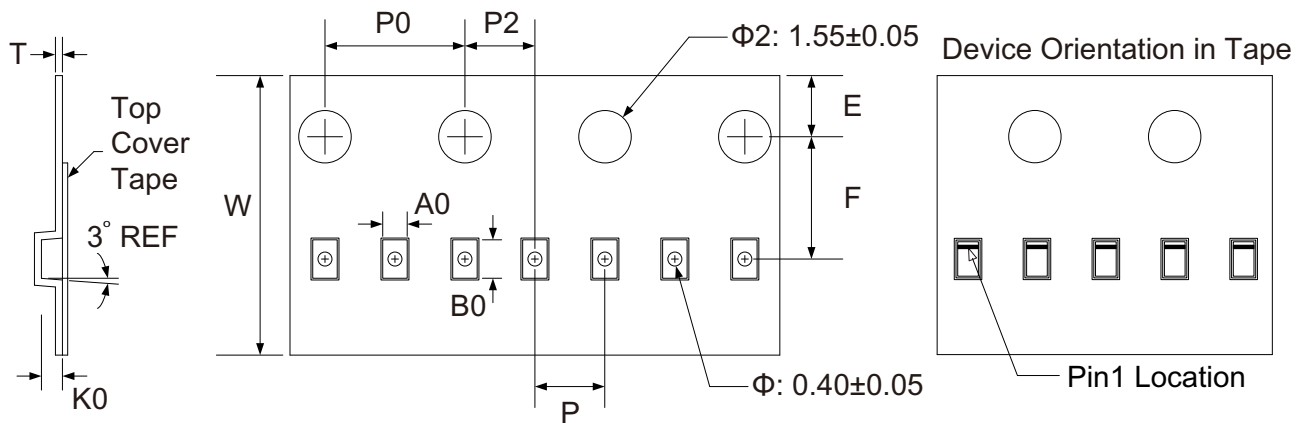 P0
P2
Φ2: 1.55±0.05
Device Orientation in Tape
T
Top
Cover
Tape
E
W
A0
F
3° REF
B0
K0
P
Φ: 0.40±0.05
Pin1 Location